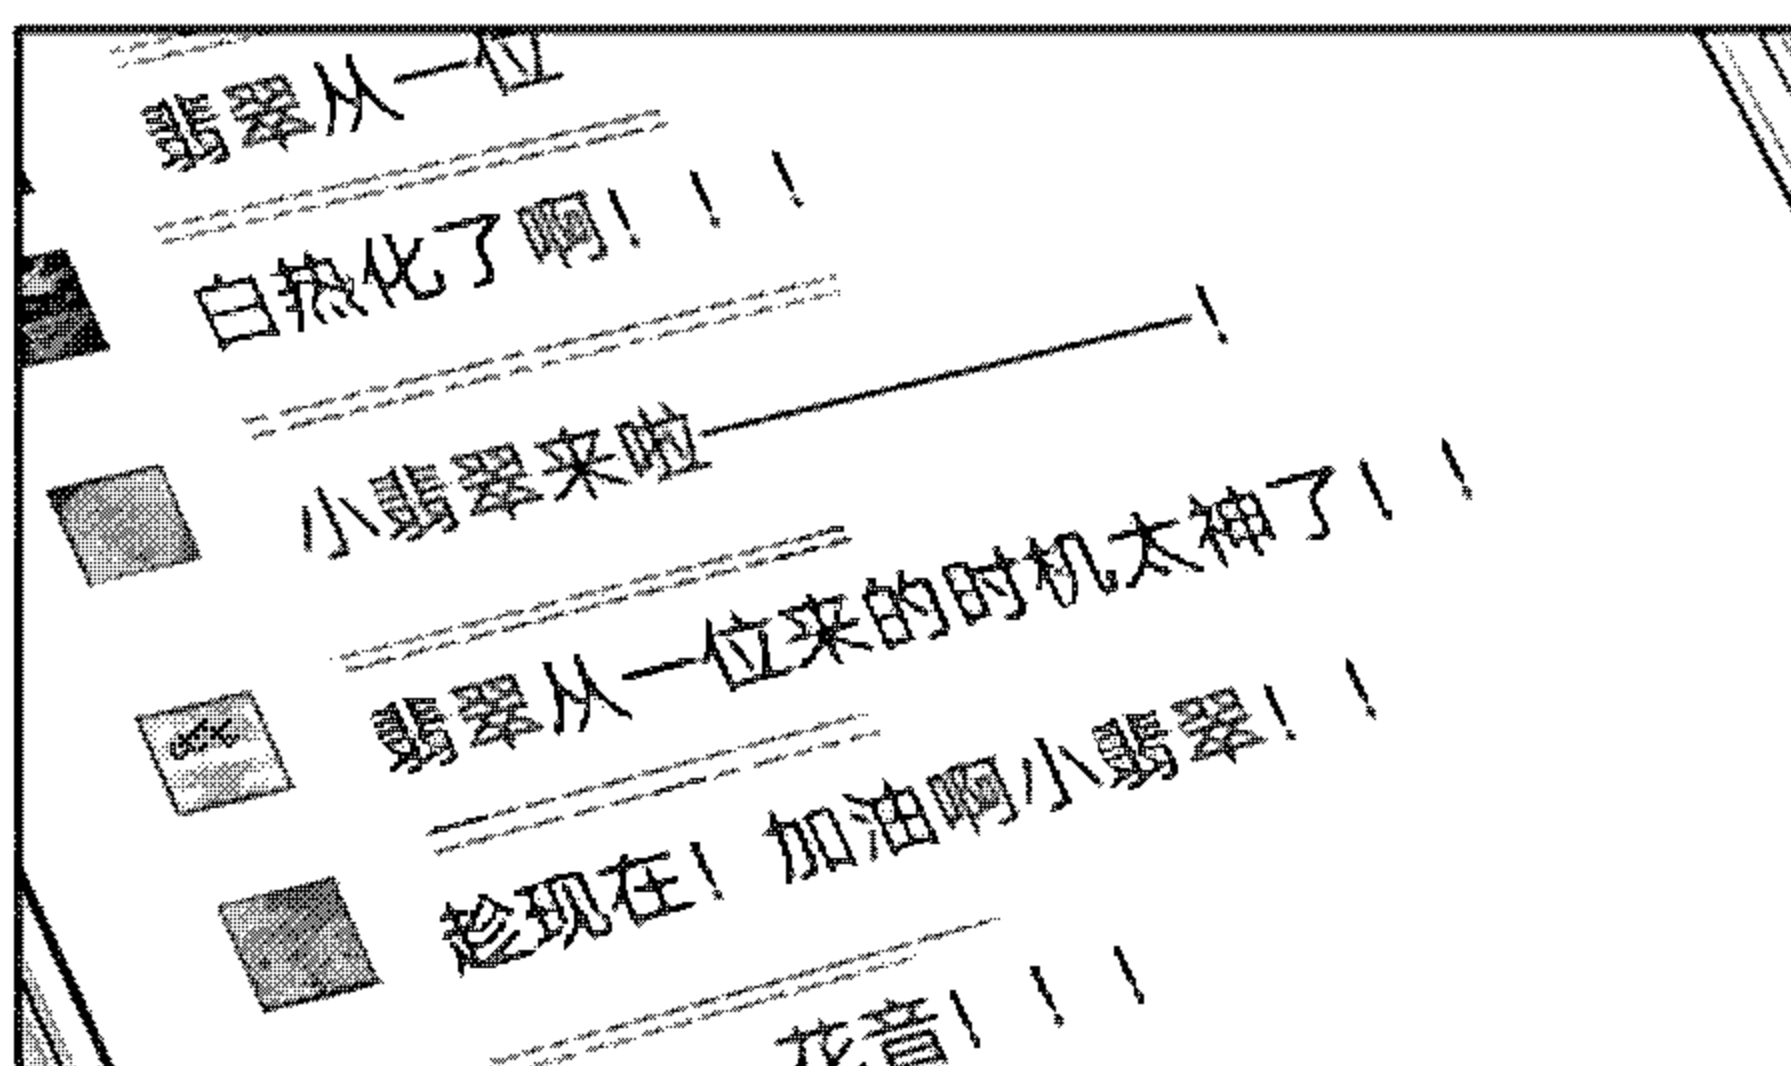 翡翠从一位
白热化了啊！！！
小翡翠来啦————！
翡翠从一位来的时机太神了！！
趁现在！加油啊小翡翠！！
花音！！！